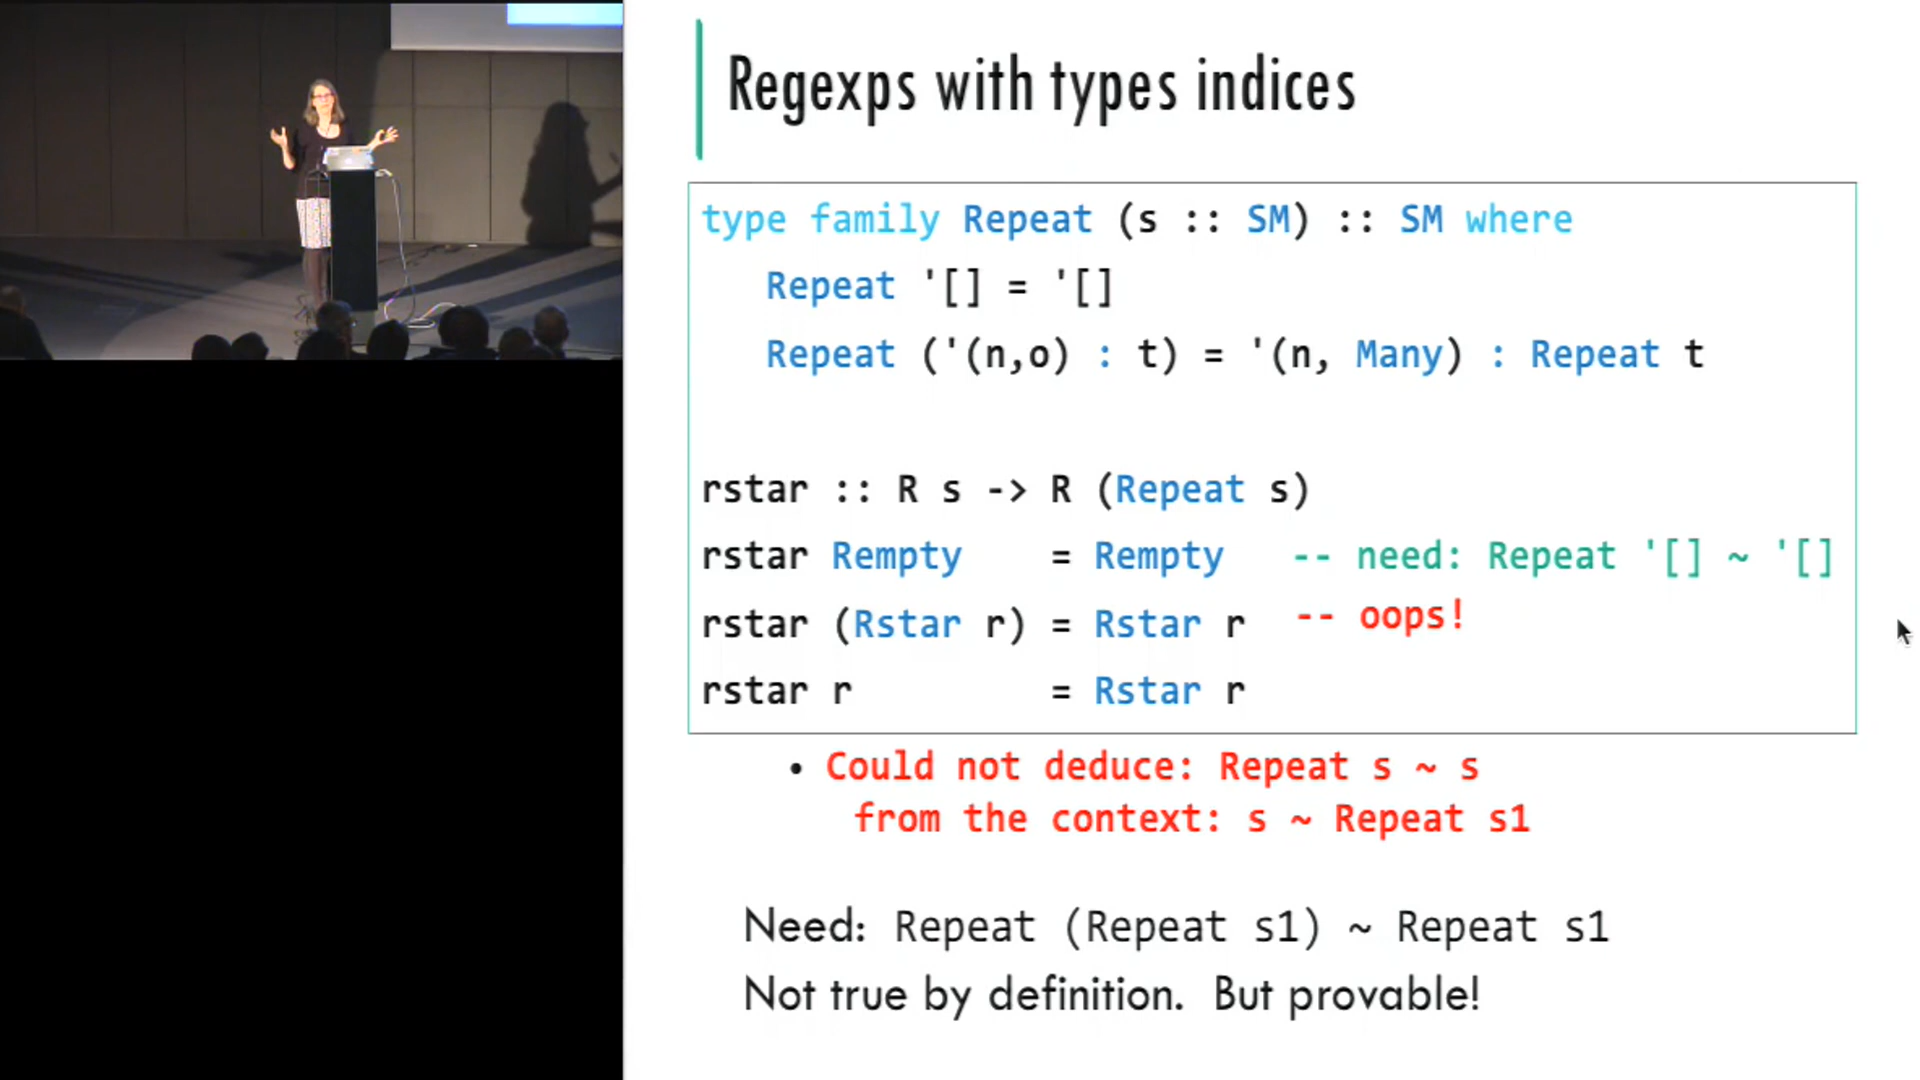 Regexps with types indices
type family Repeat (s :: SM) :: SM where
Repeat '[] = '[]
Repeat ('(n,o) : t) = '(n, Many) : Repeat t
rstar :: R s -> R (Repeat s)
rstar Rempty = Rempty -- need: Repeat '[] ~ '[]
rstar (Rstar r) = Rstar r -- oops!
rstar r = Rstar r
• Could not deduce: Repeat s ~ s
from the context: s ~ Repeat s1
Need: Repeat (Repeat s1) ~ Repeat s1
Not true by definition. But provable!